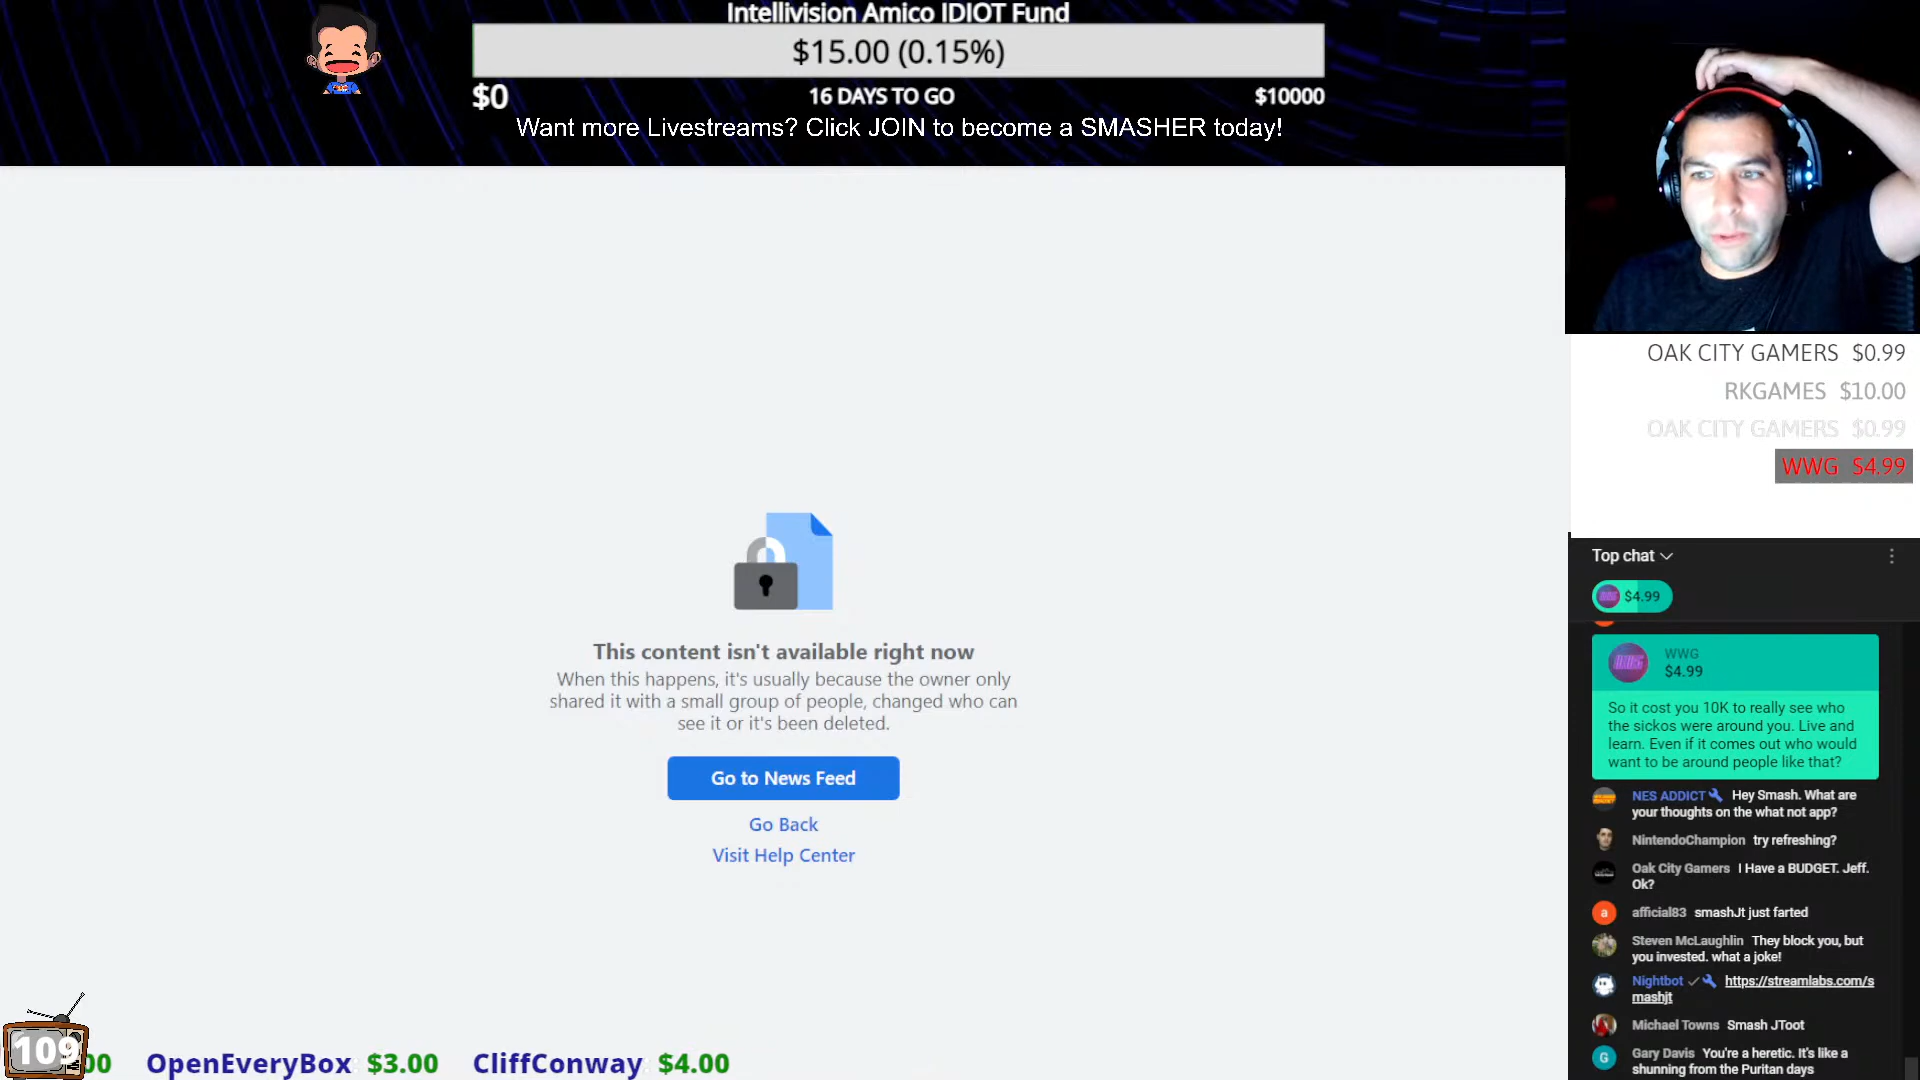 Intellivision Amico IDIOT Fund
$15.00 (0.15%)
$0
16 DAYS TO GO
$10000
Want more Livestreams? Click JOIN to become a SMASHER today!
OAK CITY GAMERS $0.99
RKGAMES $10.00
OAK CITY GAMERS $0.99
WWG $4.99
This content isn't available right now
When this happens, it's usually because the owner only
shared it with a small group of people, changed who can
see it or it's been deleted.
Go to News Feed
Go Back
Visit Help Center
Top chat
$4.99
WWG
$4.99
So it cost you 10K to really see who
the sickos were around you. Live and
learn. Even if it comes out who would
want to be around people like that?
NES ADDICT Hey Smash. What are
your thoughts on the what not app?
NintendoChampion try refreshing?
Oak City Gamers I Have a BUDGET. Jeff.
Ok?
a
afficial83 smashJt just farted
Steven McLaughlin They block you, but
you invested. what a joke!
Nightbot https://streamlabs.com/s
mashjt
Michael Towns Smash JToot
G
Gary Davis You're a heretic. It's like a
shunning from the Puritan days
109
00 OpenEveryBox $3.00 CliffConway $4.00